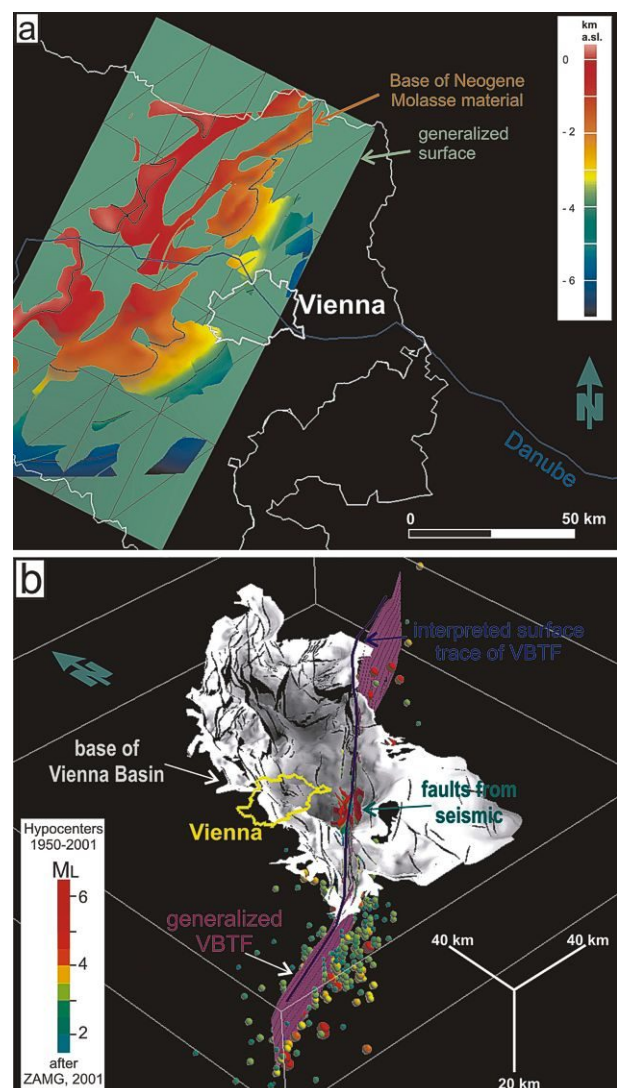 a
km
a.sl.
0
- 2
- 4
- 6
Base of Neogene
Molasse material
generalized
surface
Vienna
N
Danube
0 50 km
b
N
interpreted surface
trace of VBTF
base of
Vienna Basin
faults from
seismic
Vienna
Hypocenters
1950-2001
ML
6
4
2
after
ZAMG, 2001
generalized
VBTF
40 km 40 km
20 km